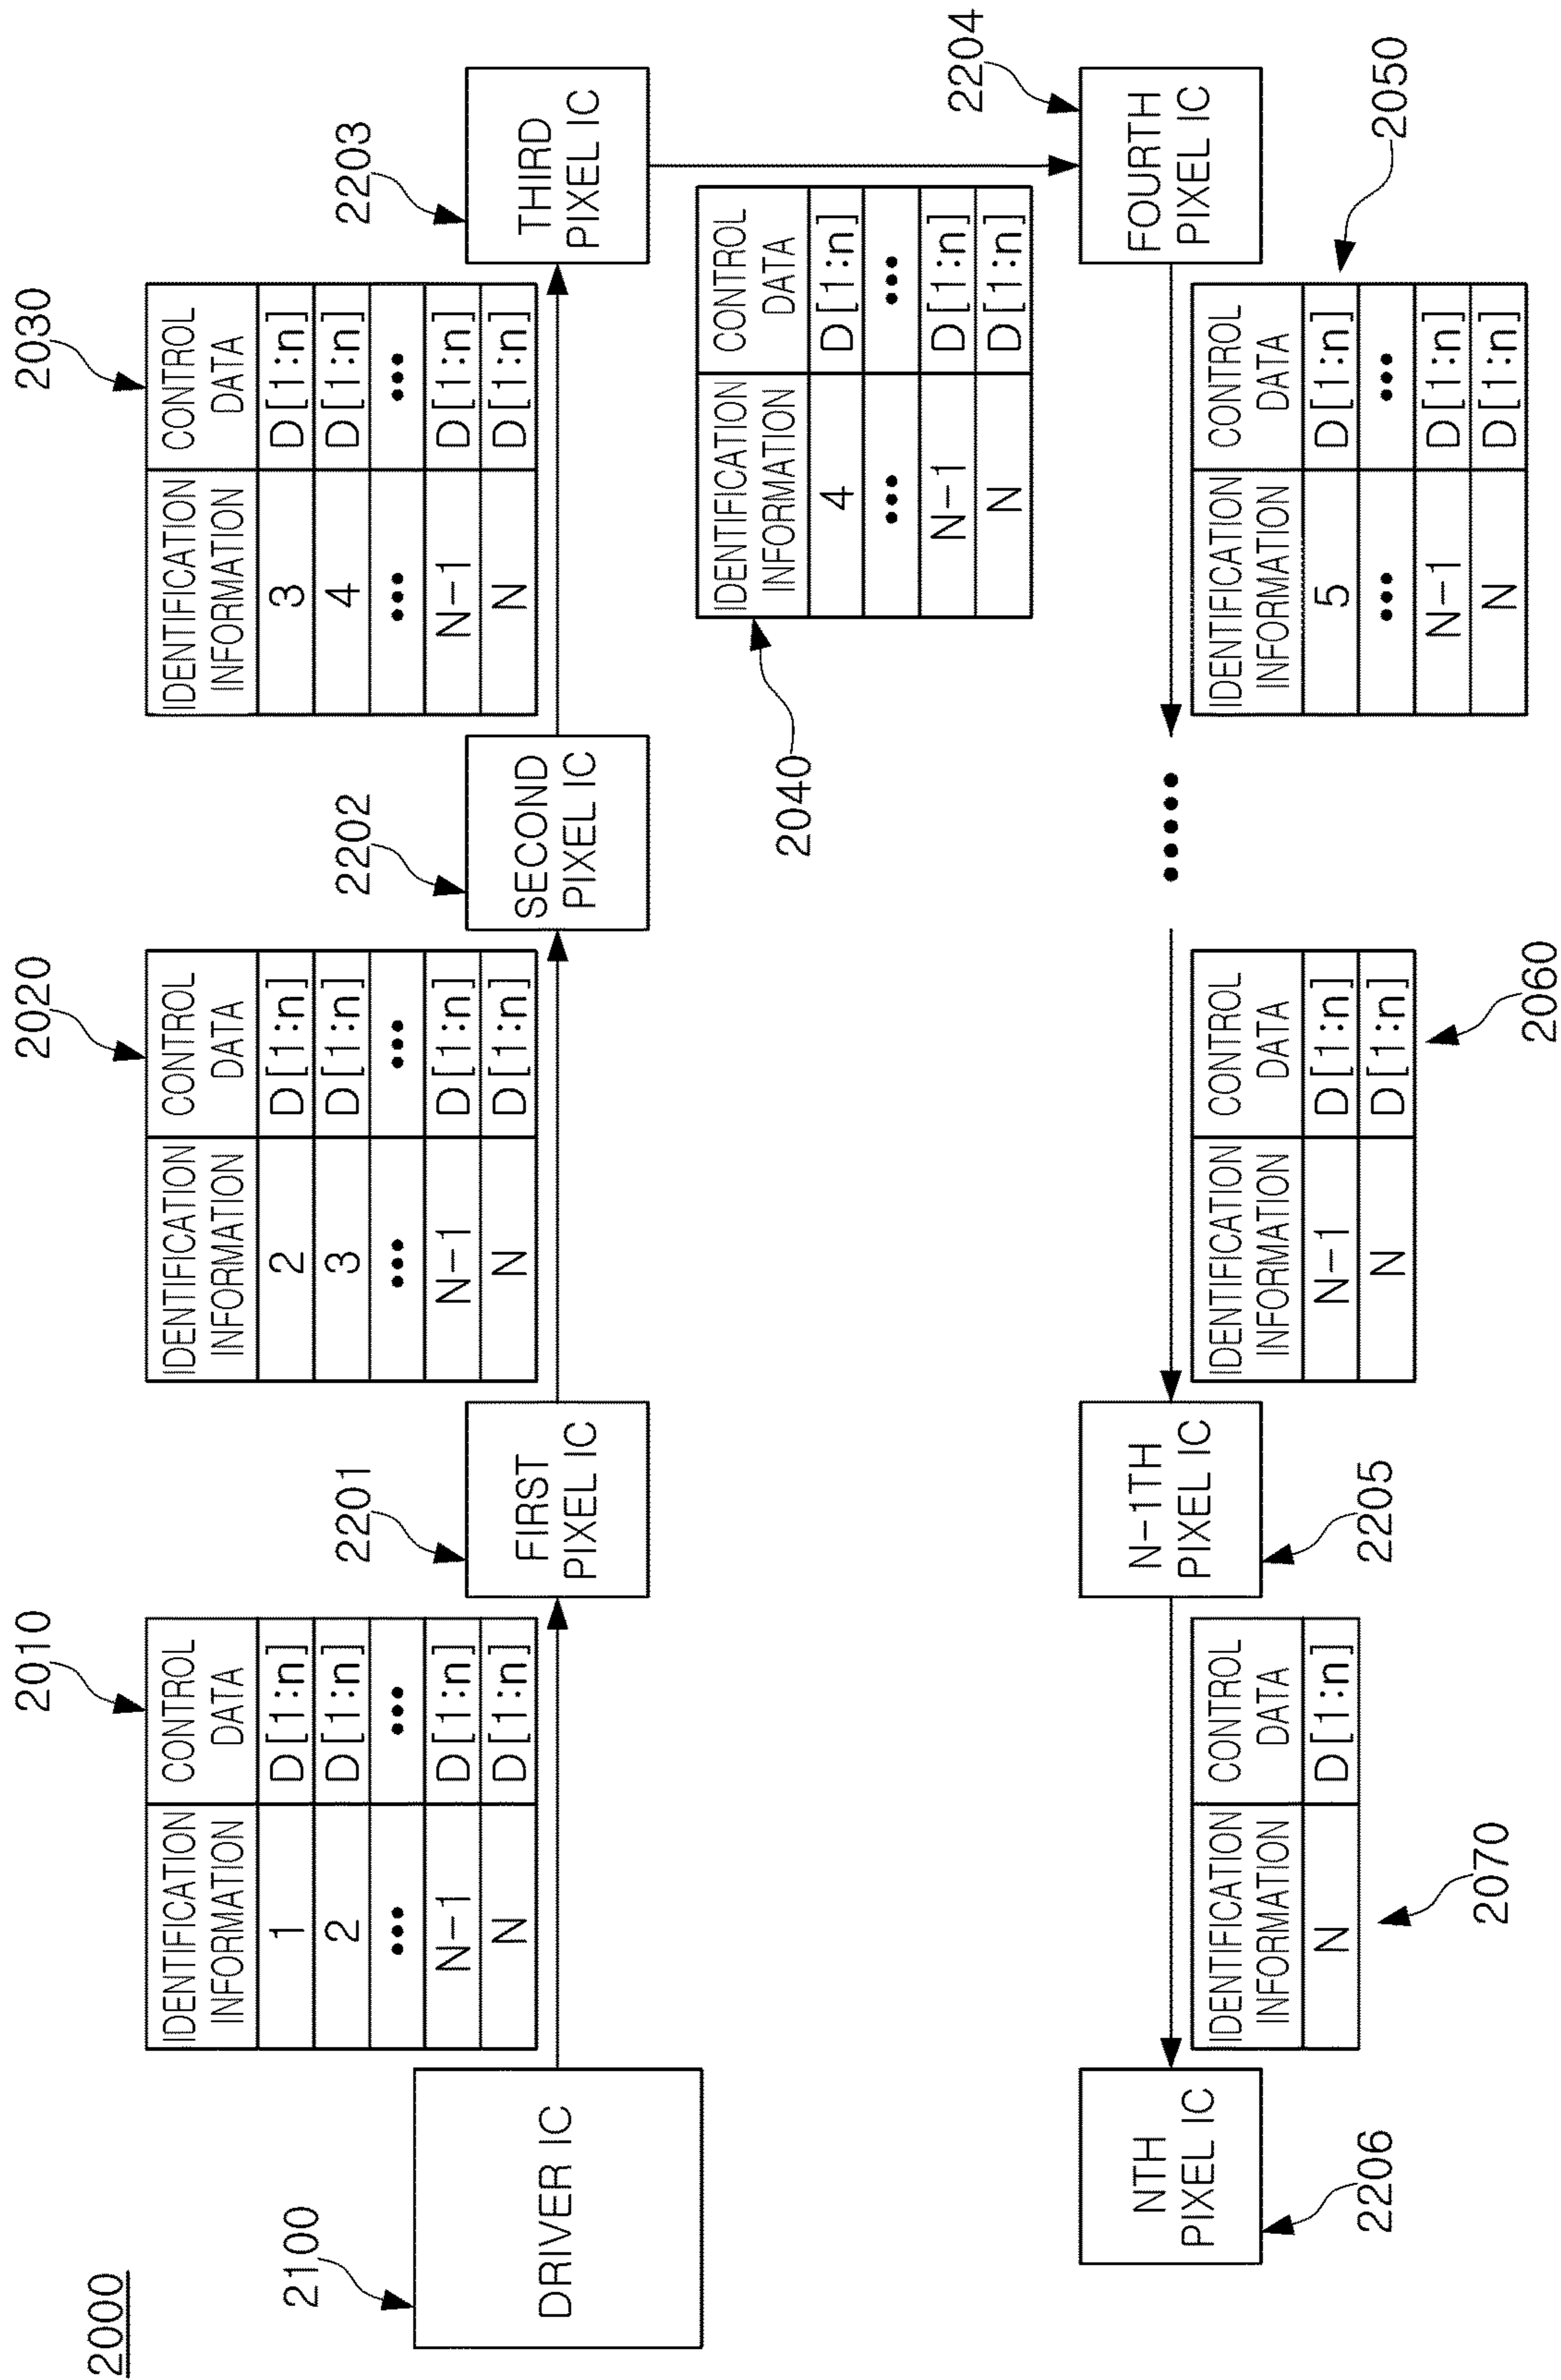 2000
2100
DRIVER IC
2010
IDENTIFICATION INFORMATION CONTROL DATA
1 D[1:n]
2 D[1:n]
••• •••
N-1 D[1:n]
N D[1:n]
2201
FIRST
PIXEL IC
2020
IDENTIFICATION INFORMATION CONTROL DATA
2 D[1:n]
3 D[1:n]
••• •••
N-1 D[1:n]
N D[1:n]
2202
SECOND
PIXEL IC
2030
IDENTIFICATION INFORMATION CONTROL DATA
3 D[1:n]
4 D[1:n]
••• •••
N-1 D[1:n]
N D[1:n]
2203
THIRD
PIXEL IC
2040
IDENTIFICATION INFORMATION CONTROL DATA
4 D[1:n]
••• •••
N-1 D[1:n]
N D[1:n]
2204
FOURTH
PIXEL IC
2050
IDENTIFICATION INFORMATION CONTROL DATA
5 D[1:n]
••• •••
N-1 D[1:n]
N D[1:n]
•••••
2060
IDENTIFICATION INFORMATION CONTROL DATA
N-1 D[1:n]
N D[1:n]
N-1TH
PIXEL IC
2205
IDENTIFICATION INFORMATION CONTROL DATA
N D[1:n]
2070
NTH
PIXEL IC
2206